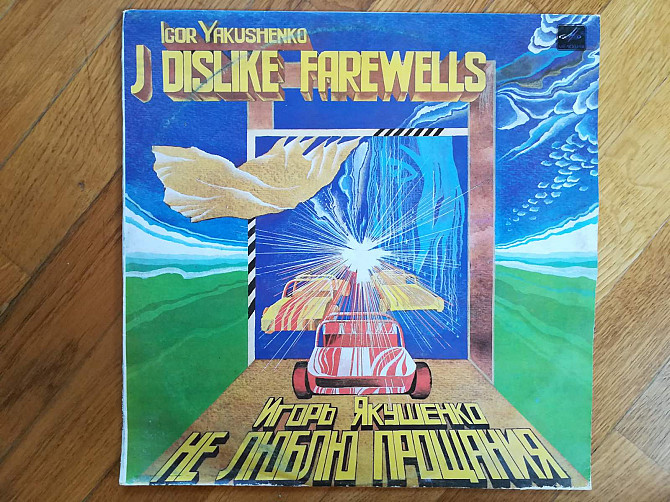 Igor Yakushenko
J DISLIKE FAREWELLS
Игорь Якушенко
НЕ ЛЮБЛЮ ПРОЩАНИЯ